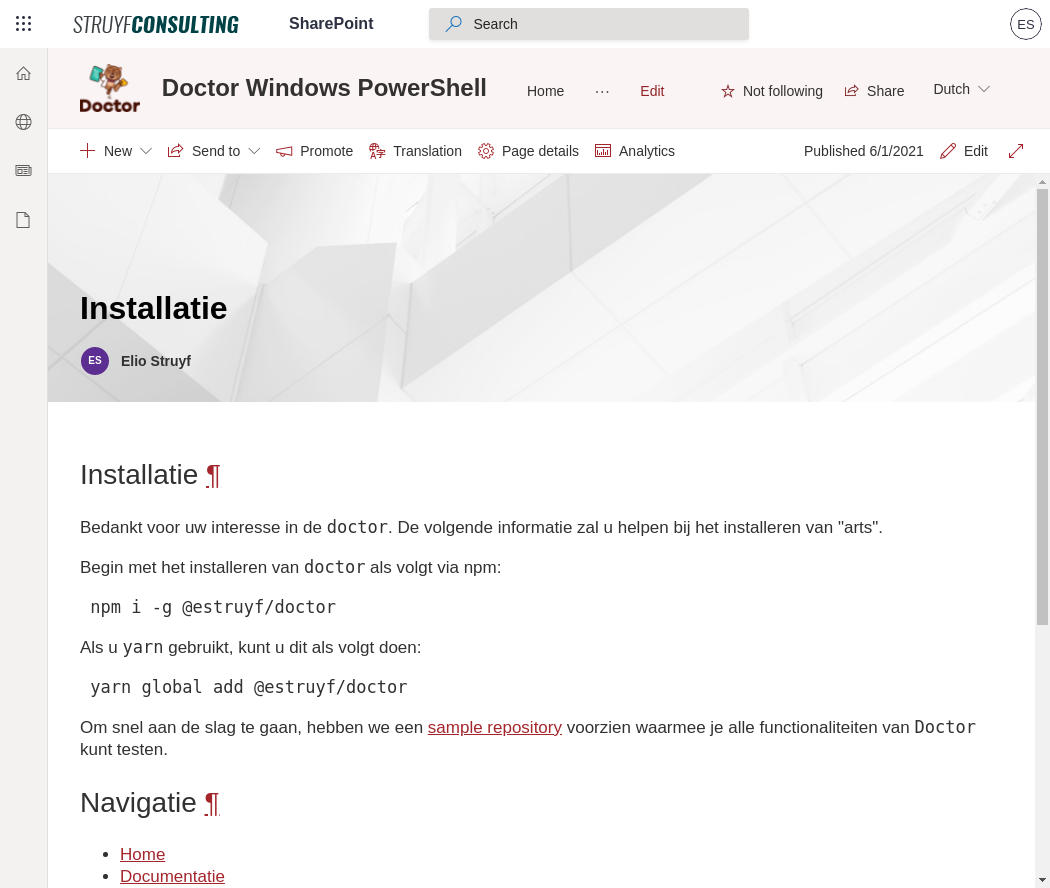 STRUYFCONSULTING SharePoint Search ES
Doctor
Doctor Windows PowerShell Home ··· Edit Not following Share Dutch
New Send to Promote Translation Page details Analytics Published 6/1/2021 Edit
Installatie
ES Elio Struyf
Installatie ¶
Bedankt voor uw interesse in de doctor. De volgende informatie zal u helpen bij het installeren van "arts".
Begin met het installeren van doctor als volgt via npm:
npm i -g @estruyf/doctor
Als u yarn gebruikt, kunt u dit als volgt doen:
yarn global add @estruyf/doctor
Om snel aan de slag te gaan, hebben we een sample repository voorzien waarmee je alle functionaliteiten van Doctor
kunt testen.
Navigatie ¶
• Home
• Documentatie